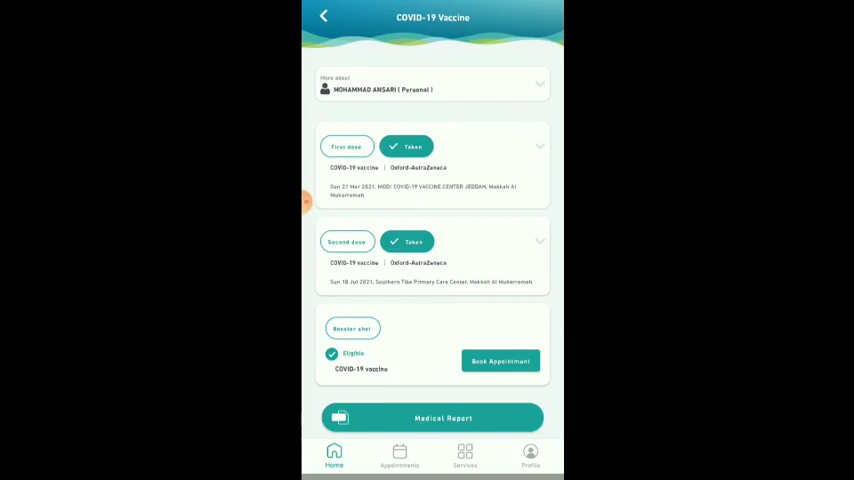 COVID-19 Vaccine
More about
MOHAMMAD ANSARI ( Personal )
First dose
Taken
COVID-19 vaccine | Oxford-AstraZeneca
Sun 21 Mar 2021, MOD/ COVID-19 VACCINE CENTER JEDDAH, Makkah Al
Mukarramah
Second dose
Taken
COVID-19 vaccine | Oxford-AstraZeneca
Sun 18 Jul 2021, Southern Tiba Primary Care Center, Makkah Al Mukarramah
Booster shot
Eligible
COVID-19 vaccine
Book Appointment
Medical Report
Home
Appointments
Services
Profile